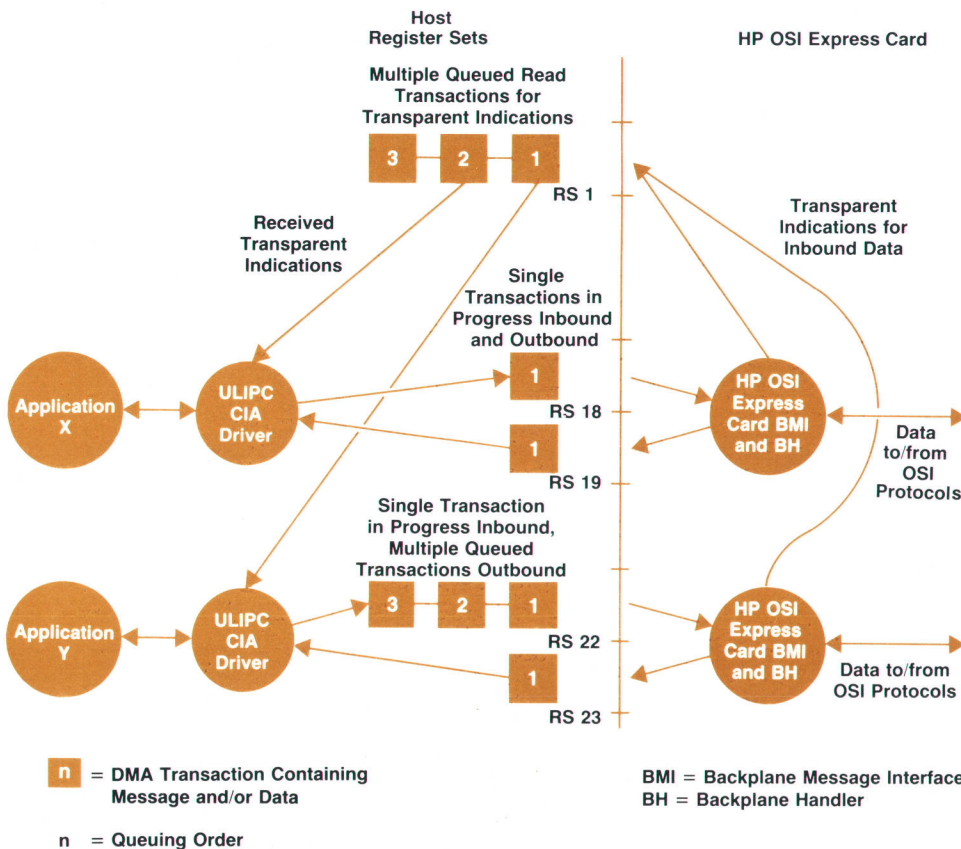 Host
Register Sets
HP OSI Express Card
Multiple Queued Read
Transactions for
Transparent Indications
3
2
1
RS 1
Received
Transparent
Indications
Transparent
Indications for
Inbound Data
Single
Transactions in
Progress Inbound
and Outbound
Application
X
ULIPC
CIA
Driver
1
RS 18
1
RS 19
HP OSI
Express
Card BMI
and BH
Data
to/from
OSI
Protocols
Single Transaction
in Progress Inbound,
Multiple Queued
Transactions Outbound
Application
Y
ULIPC
CIA
Driver
3
2
1
RS 22
1
RS 23
HP OSI
Express
Card BMI
and BH
Data to/from
OSI Protocols
n = DMA Transaction Containing
Message and/or Data
n = Queuing Order
BMI = Backplane Message Interface
BH = Backplane Handler